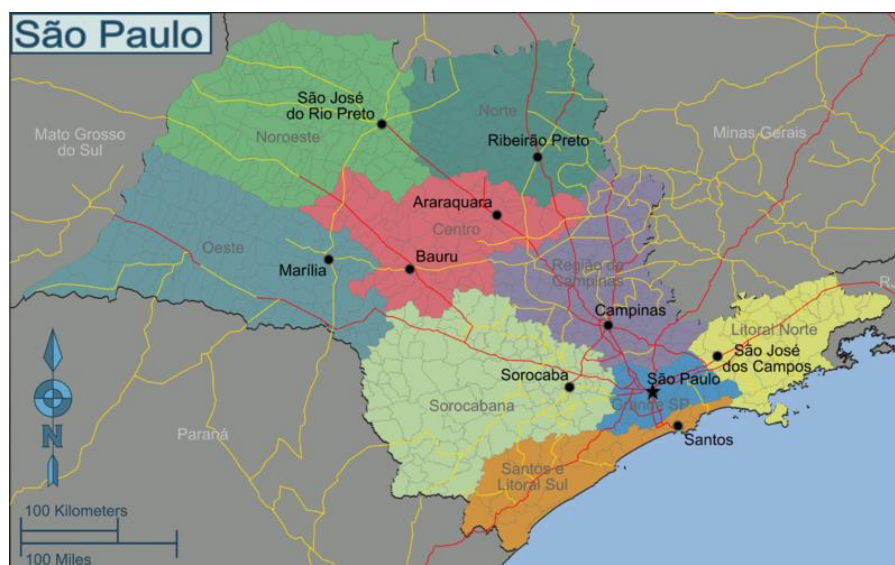 São Paulo
São José
do Rio Preto
Noroeste
Norte
Ribeirão Preto
Mato Grosso
do Sul
Minas Gerais
Araraquara
Centro
Oeste
Marília
Bauru
Região de
Campinas
Campinas
R.
Litoral Norte
São José
dos Campos
São Paulo
Sorocaba
Grande SP
Sorocabana
Paraná
Santos
Santos e
Litoral Sul
N
100 Kilometers
100 Miles